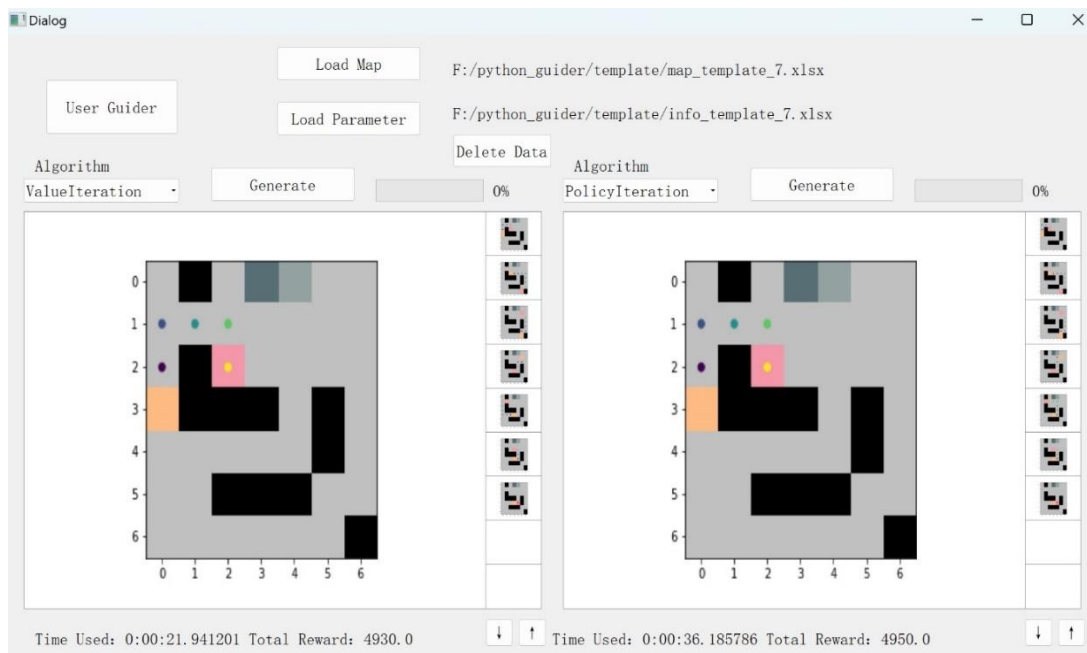 Dialog
Load Map
F:/python_guider/template/map_template_7.xlsx
User Guider
Load Parameter
F:/python_guider/template/info_template_7.xlsx
Delete Data
Algorithm
Algorithm
ValueIteration
Generate
0%
PolicyIteration
Generate
0%
0
1
2
3
4
5
6
0 1 2 3 4 5 6
0
1
2
3
4
5
6
0 1 2 3 4 5 6
Time Used: 0:00:21.941201 Total Reward: 4930.0
↓ ↑
Time Used: 0:00:36.185786 Total Reward: 4950.0
↓ ↑